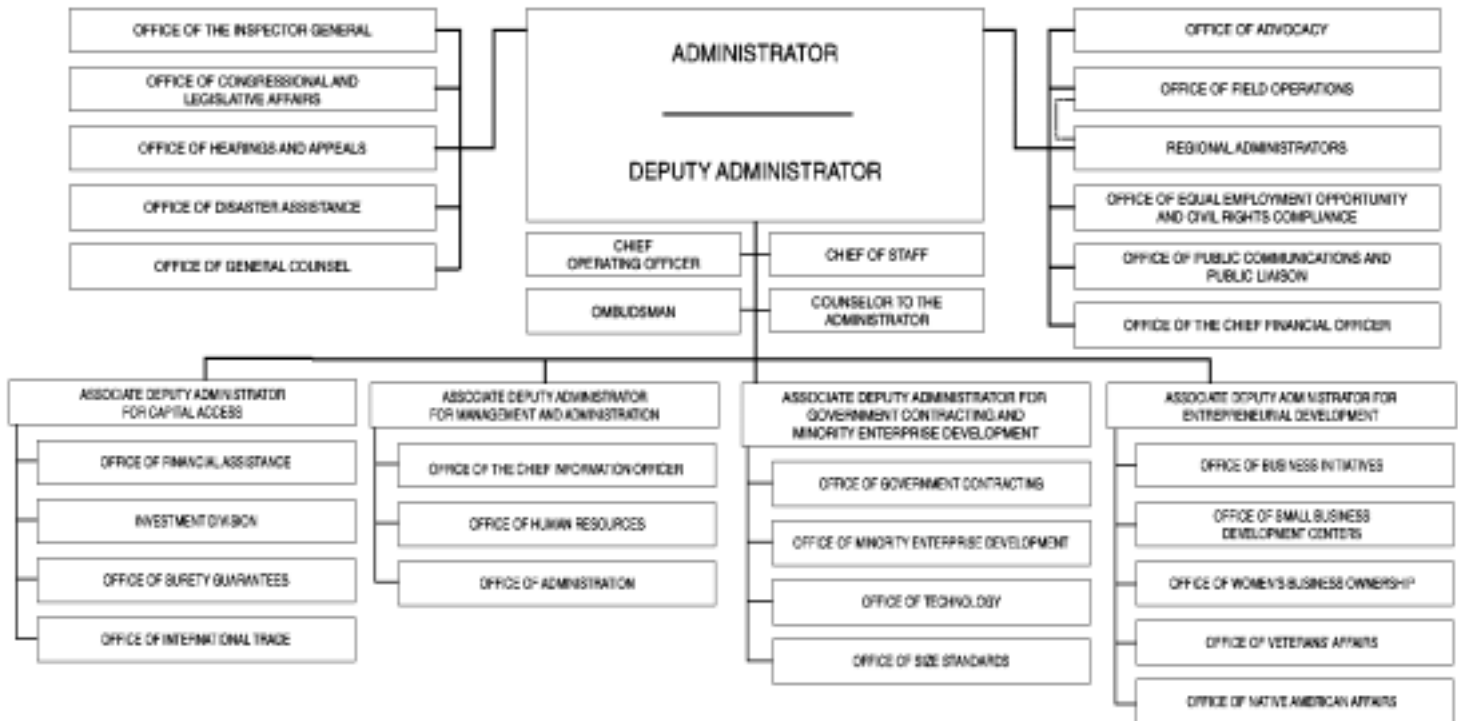 OFFICE OF THE INSPECTOR GENERAL
OFFICE OF CONGRESSIONAL AND
LEGISLATIVE AFFAIRS
OFFICE OF HEARINGS AND APPEALS
OFFICE OF DISASTER ASSISTANCE
OFFICE OF GENERAL COUNSEL
ADMINISTRATOR
DEPUTY ADMINISTRATOR
CHIEF
OPERATING OFFICER
CHIEF OF STAFF
OMBUDSMAN
COUNSELOR TO THE
ADMINISTRATOR
OFFICE OF ADVOCACY
OFFICE OF FIELD OPERATIONS
REGIONAL ADMINISTRATORS
OFFICE OF EQUAL EMPLOYMENT OPPORTUNITY
AND CIVIL RIGHTS COMPLIANCE
OFFICE OF PUBLIC COMMUNICATIONS AND
PUBLIC LIAISON
OFFICE OF THE CHIEF FINANCIAL OFFICER
ASSOCIATE DEPUTY ADMINISTRATOR
FOR CAPITAL ACCESS
OFFICE OF FINANCIAL ASSISTANCE
INVESTMENT DIVISION
OFFICE OF SURETY GUARANTEES
OFFICE OF INTERNATIONAL TRADE
ASSOCIATE DEPUTY ADMINISTRATOR
FOR MANAGEMENT AND ADMINISTRATION
OFFICE OF THE CHIEF INFORMATION OFFICER
OFFICE OF HUMAN RESOURCES
OFFICE OF ADMINISTRATION
ASSOCIATE DEPUTY ADMINISTRATOR FOR
GOVERNMENT CONTRACTING AND
MINORITY ENTERPRISE DEVELOPMENT
OFFICE OF GOVERNMENT CONTRACTING
OFFICE OF MINORITY ENTERPRISE DEVELOPMENT
OFFICE OF TECHNOLOGY
OFFICE OF SIZE STANDARDS
ASSOCIATE DEPUTY ADMINISTRATOR FOR
ENTREPRENEURIAL DEVELOPMENT
OFFICE OF BUSINESS INITIATIVES
OFFICE OF SMALL BUSINESS
DEVELOPMENT CENTERS
OFFICE OF WOMEN'S BUSINESS OWNERSHIP
OFFICE OF VETERANS' AFFAIRS
OFFICE OF NATIVE AMERICAN AFFAIRS